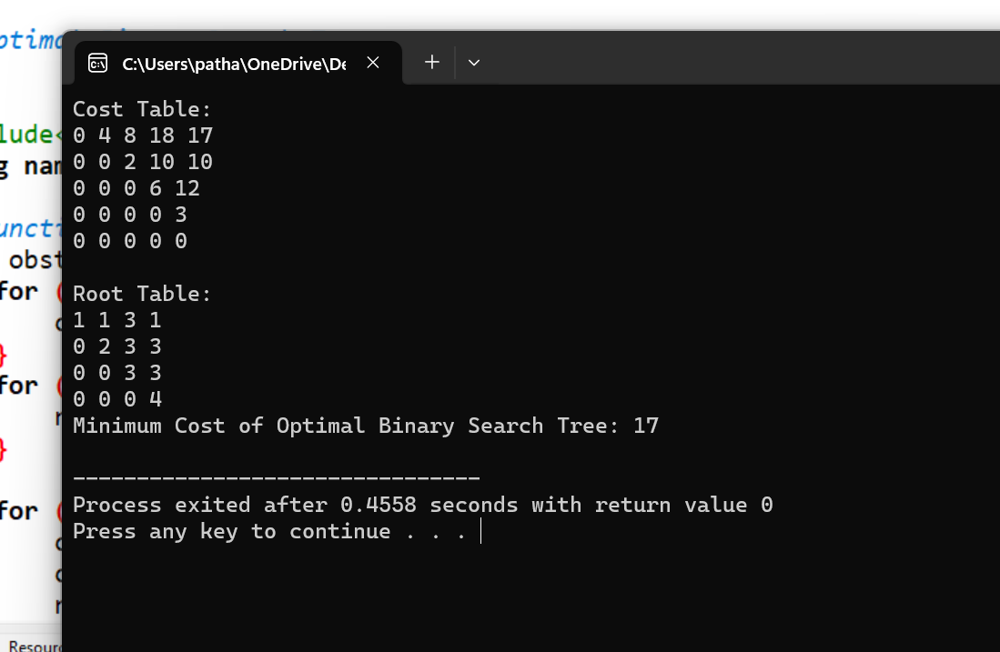 C:\Users\patha\OneDrive\De
Cost Table:
0 4 8 18 17
0 0 2 10 10
0 0 0 6 12
0 0 0 0 3
0 0 0 0 0
Root Table:
1 1 3 1
0 2 3 3
0 0 3 3
0 0 0 4
Minimum Cost of Optimal Binary Search Tree: 17
--------------------------------
Process exited after 0.4558 seconds with return value 0
Press any key to continue . . .
ptima
lude<
g nam
uncti
obst
for (
}
for (
}
for (
Resour